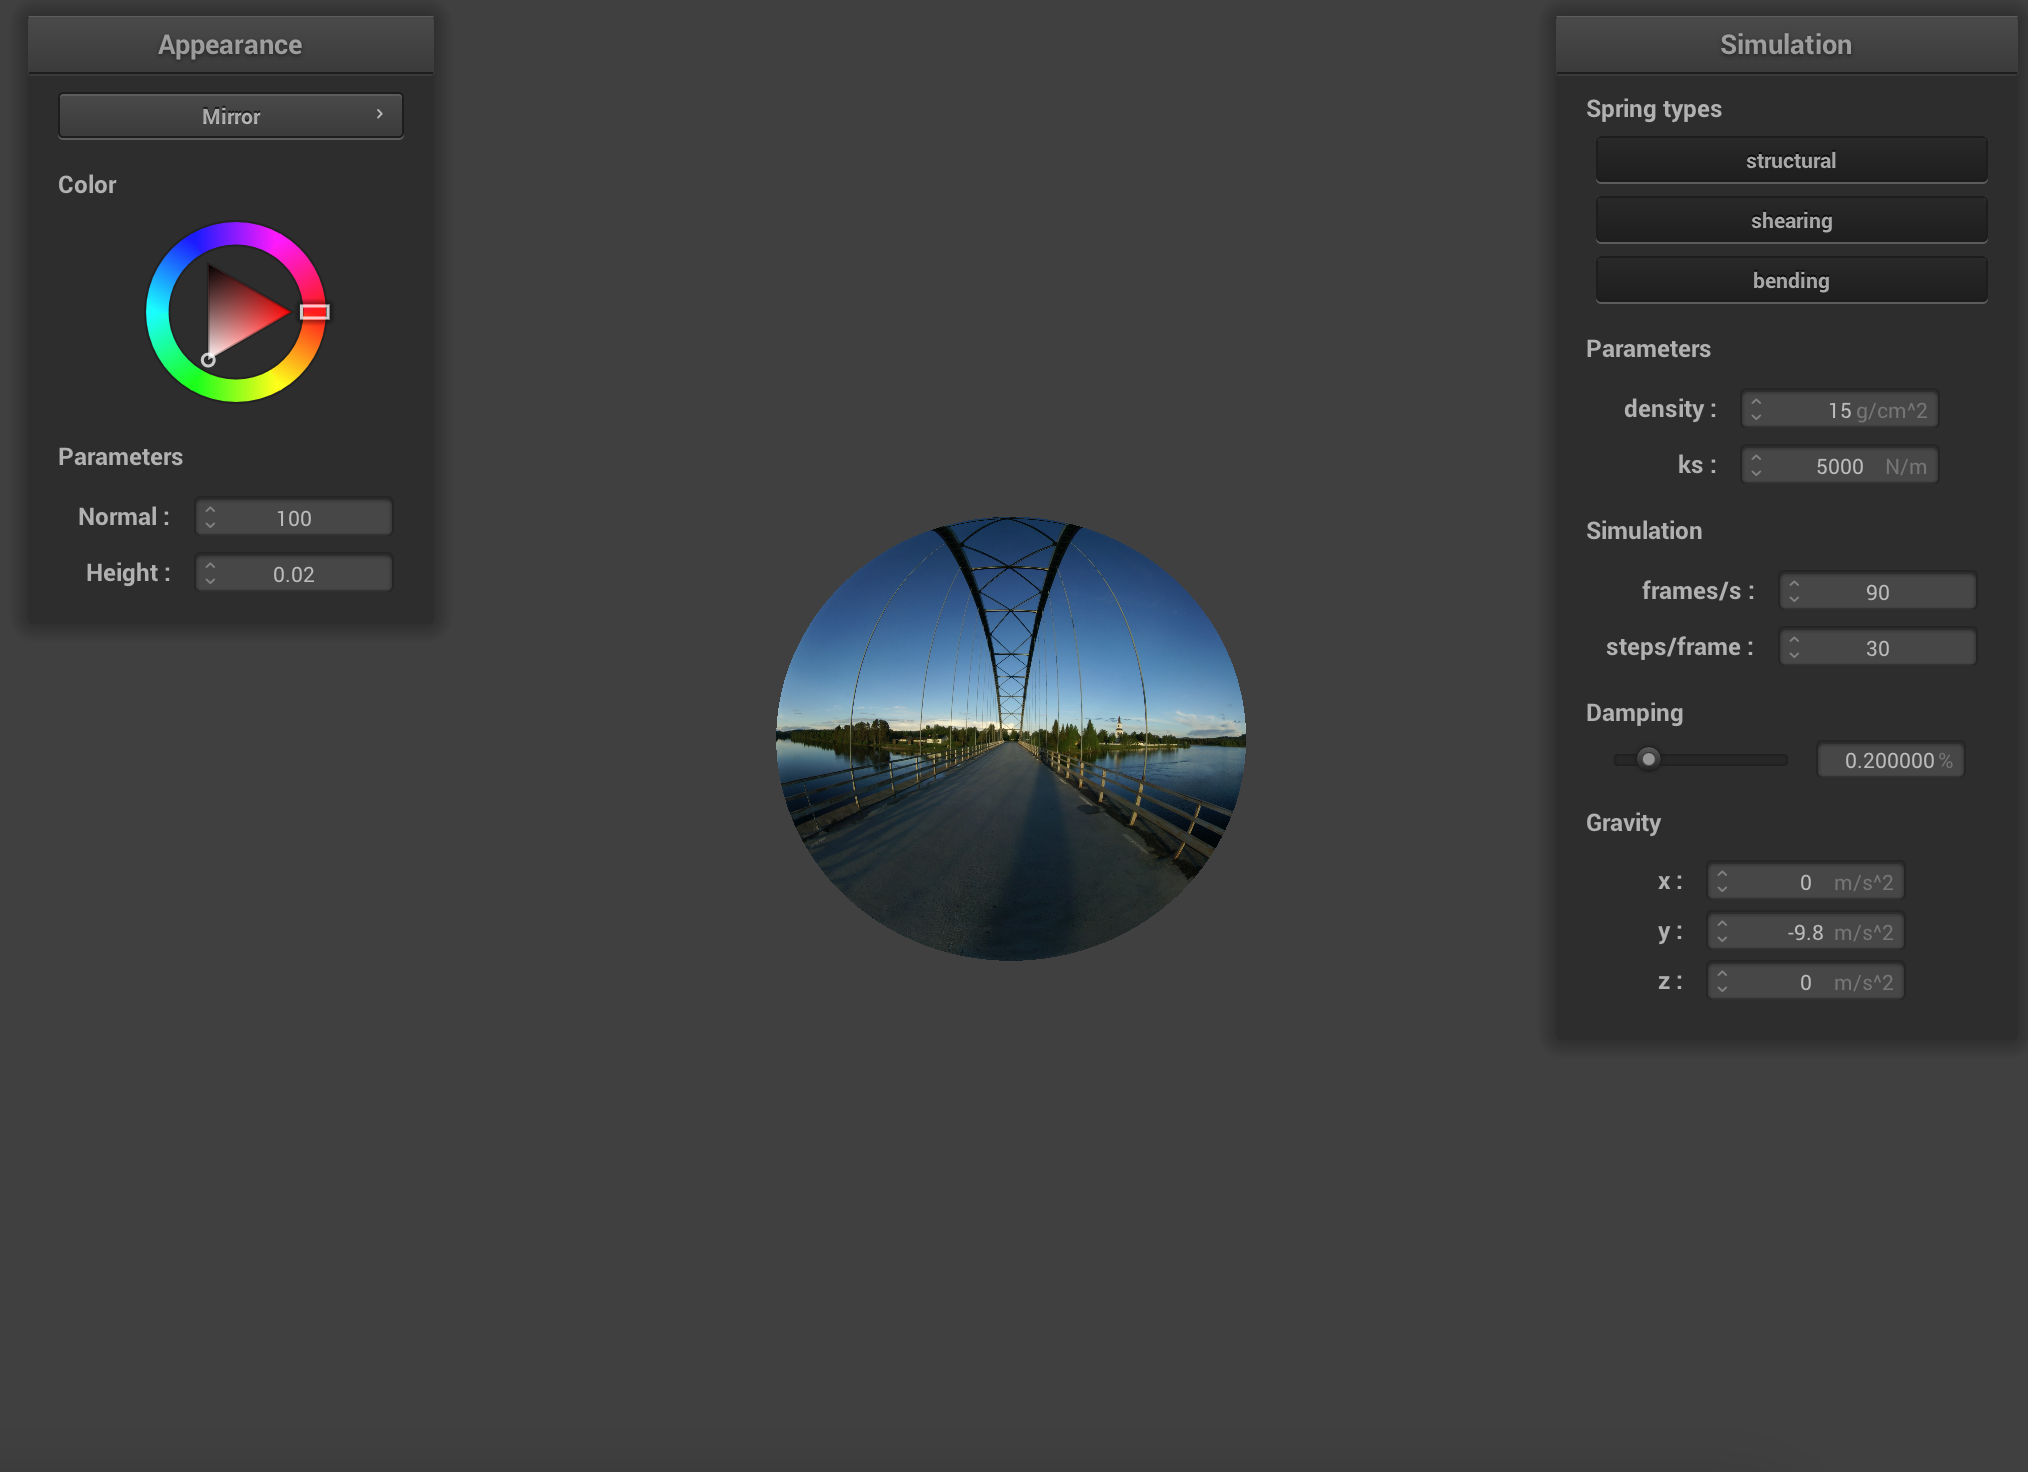 Appearance
Mirror
Color
Parameters
Normal : 100
Height : 0.02
Simulation
Spring types
structural
shearing
bending
Parameters
density : 15 g/cm^2
ks : 5000 N/m
Simulation
frames/s : 90
steps/frame : 30
Damping
0.200000 %
Gravity
x : 0 m/s^2
y : -9.8 m/s^2
z : 0 m/s^2